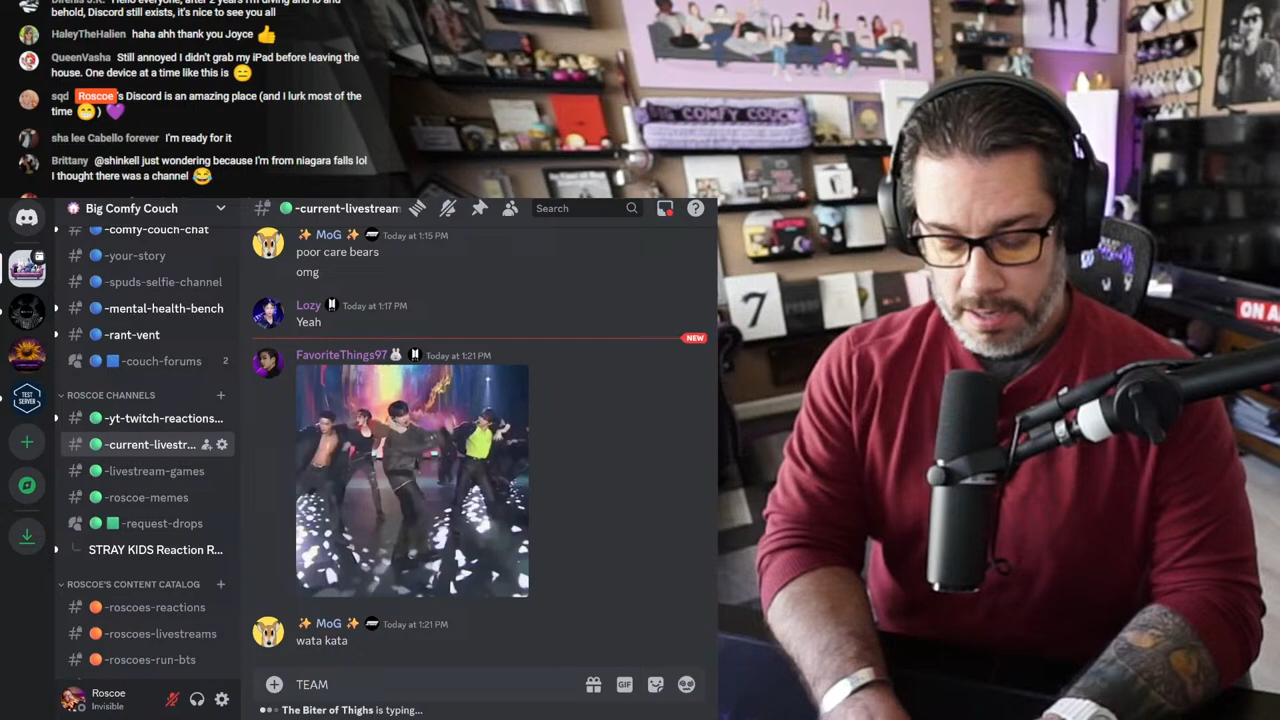 behold, Discord still exists, it's nice to see you all
HaleyTheHalien haha ahh thank you Joyce
QueenVasha Still annoyed I didn't grab my iPad before leaving the
house. One device at a time like this is
sqd Roscoe's Discord is an amazing place (and I lurk most of the
time 😁) 💜
sha lee Cabello forever I'm ready for it
Brittany @shinkell just wondering because I'm from niagara falls lol
I thought there was a channel
Big Comfy Couch
-current-livestream
Search
-comfy-couch-chat
-your-story
-spuds-selfie-channel
-mental-health-bench
-rant-vent
-couch-forums 2
ROSCOE CHANNELS
-yt-twitch-reactions...
-current-livestr...
-livestream-games
-roscoe-memes
-request-drops
STRAY KIDS Reaction R...
ROSCOE'S CONTENT CATALOG
-roscoes-reactions
-roscoes-livestreams
-roscoes-run-bts
Roscoe
Invisible
TEST
SERVER
MoG Today at 1:15 PM
poor care bears
omg
Lozy Today at 1:17 PM
Yeah
NEW
FavoriteThings97 Today at 1:21 PM
MoG Today at 1:21 PM
wata kata
TEAM
GIF
The Biter of Thighs is typing...
BIG COMFY COUCH
7
ON A